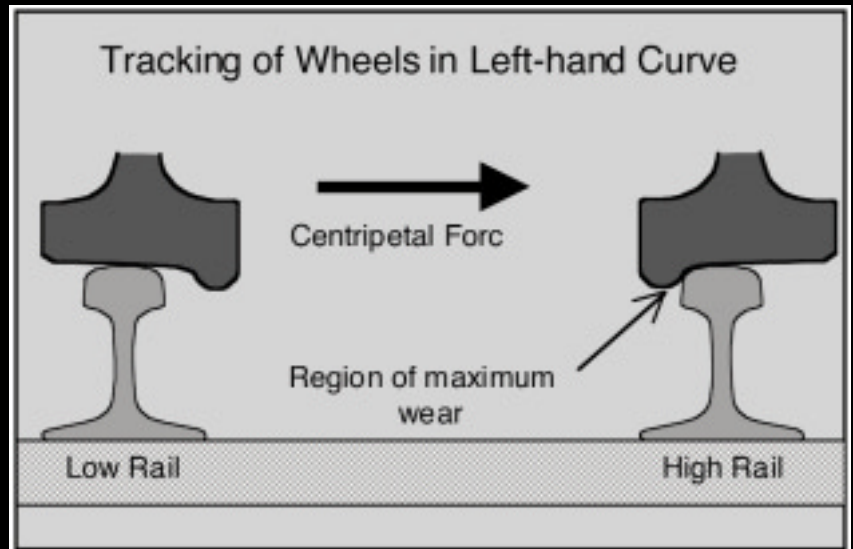 Tracking of Wheels in Left-hand Curve
Centripetal Forc
Region of maximum
wear
Low Rail
High Rail